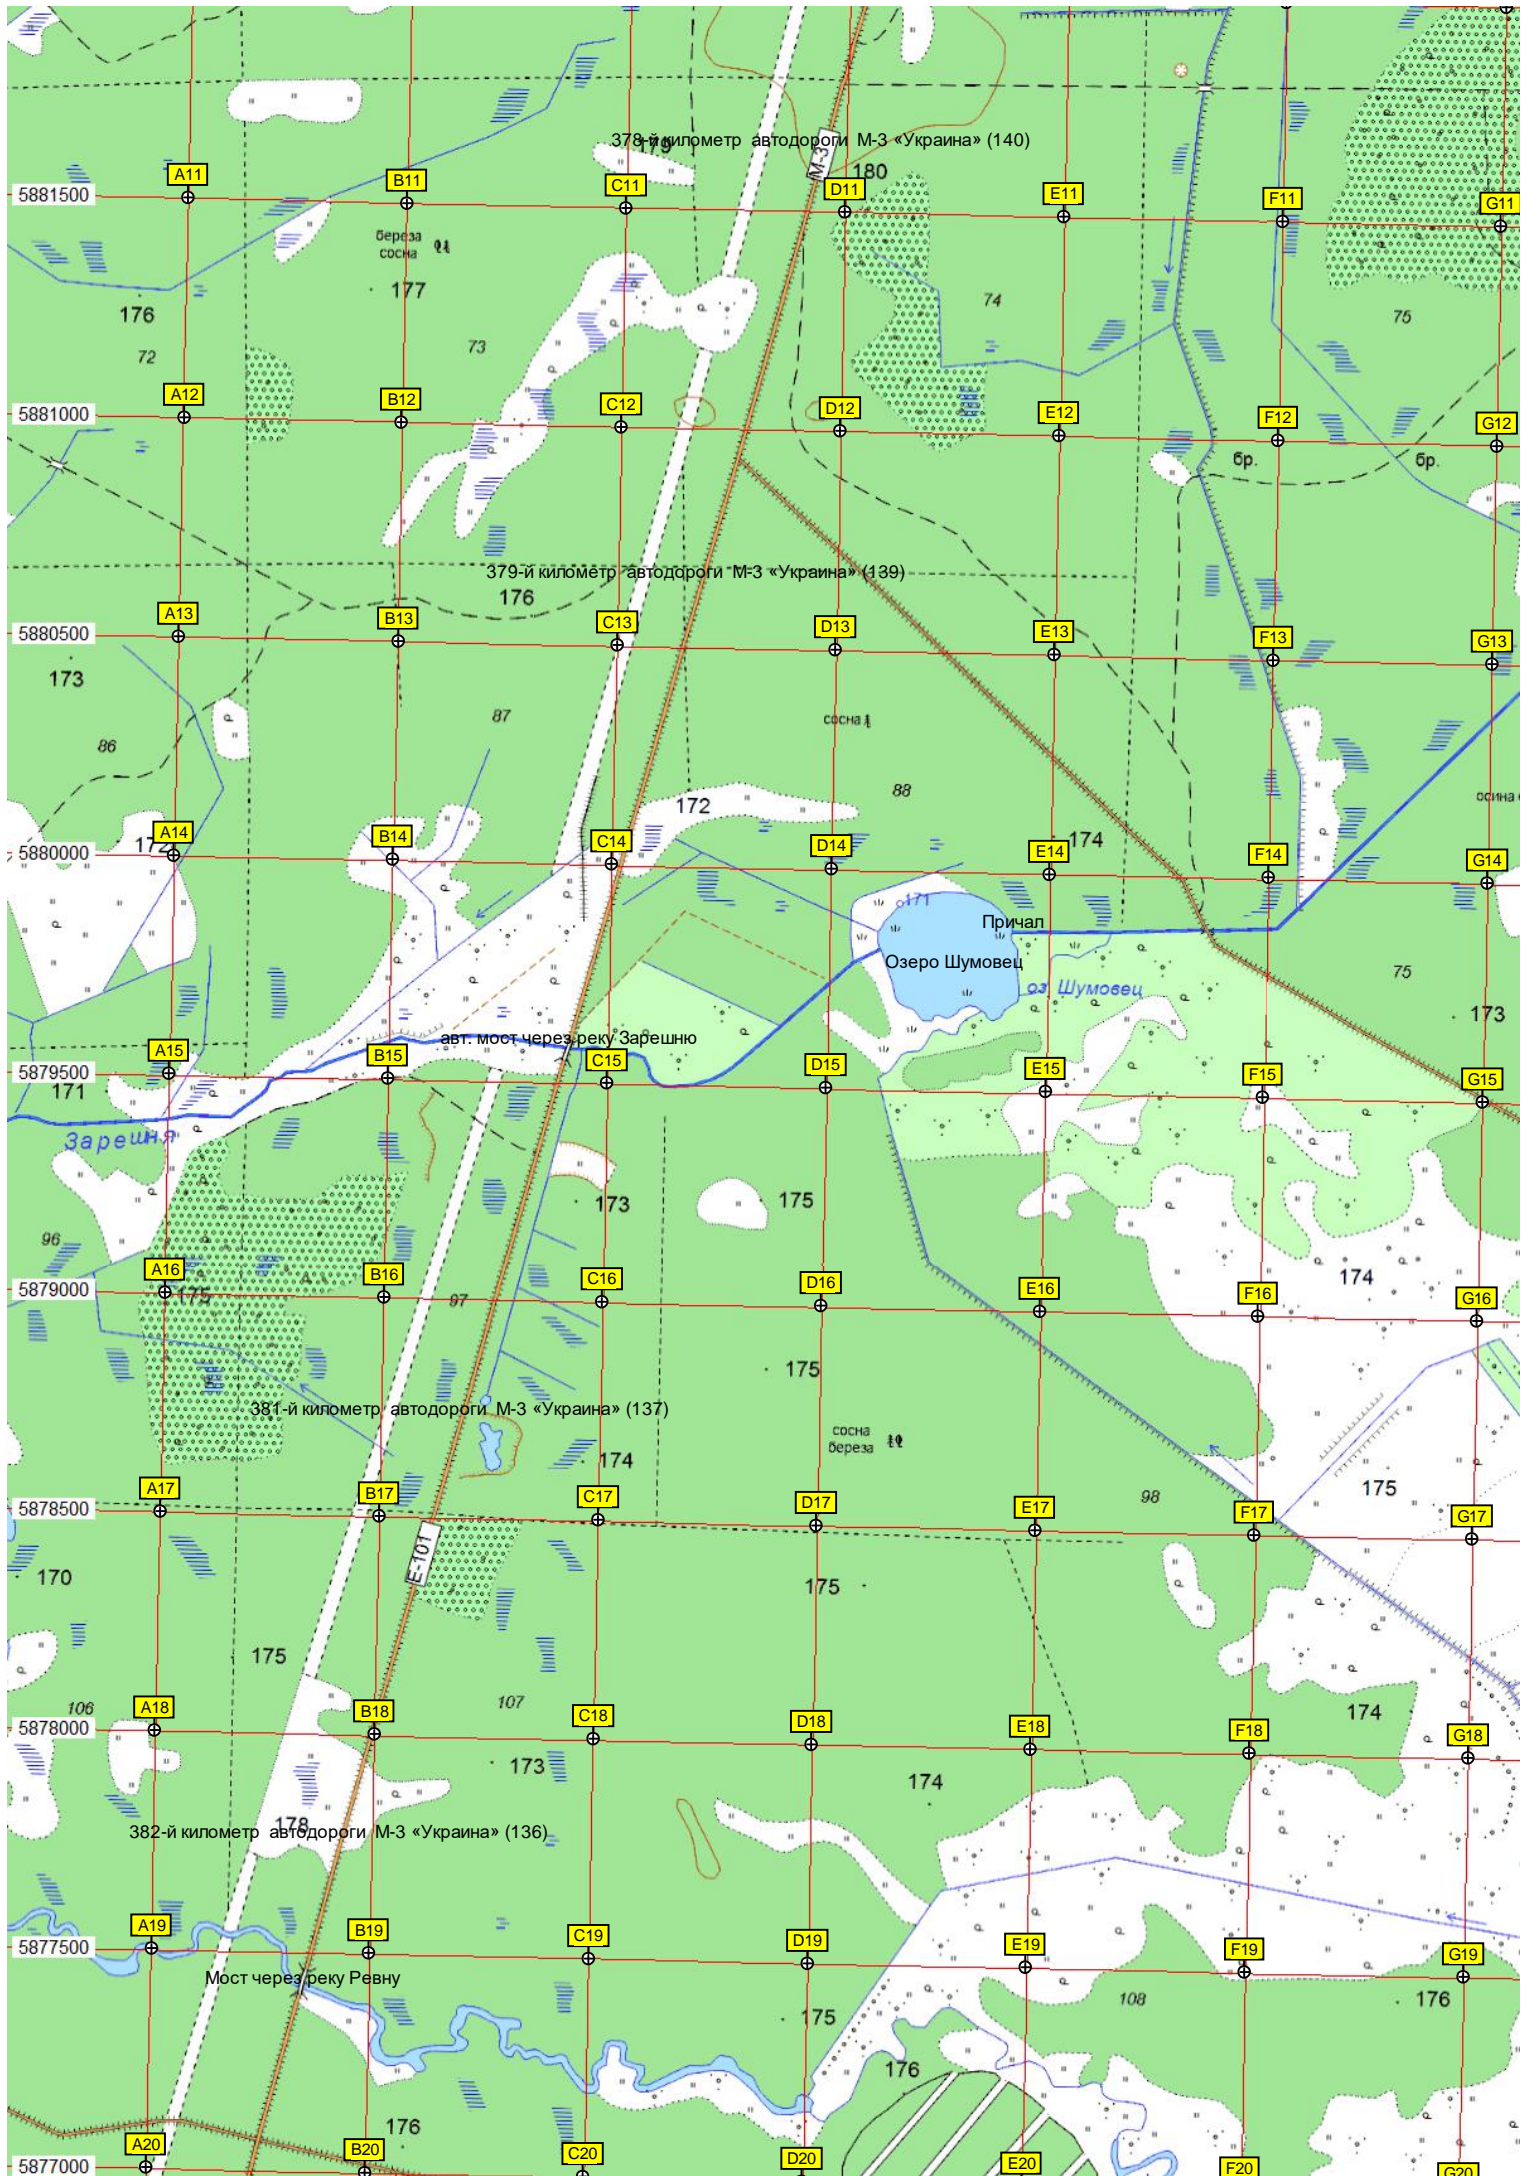 378-й километр автодороги М-3 «Украина» (140)
179
М-3
180
A11
B11
C11
D11
E11
F11
G11
5881500
береза
сосна
177
176
74
75
72
73
A12
B12
C12
D12
E12
F12
G12
5881000
бр.
бр.
379-й километр автодороги М-3 «Украина» (139)
176
A13
B13
C13
D13
E13
F13
G13
5880500
173
87
сосна
86
88
172
осина
A14
B14
C14
D14
E14
F14
G14
5880000
172
174
171
Причал
Озеро Шумовец
оз Шумовец
75
173
авт. мост через реку Зарешню
A15
B15
C15
D15
E15
F15
G15
5879500
171
Зарешня
173
175
96
174
A16
B16
C16
D16
E16
F16
G16
5879000
175
97
175
381-й километр автодороги М-3 «Украина» (137)
сосна
береза
174
175
98
A17
B17
C17
D17
E17
F17
G17
5878500
E-101
170
175
175
106
107
174
A18
B18
C18
D18
E18
F18
G18
5878000
173
174
178
382-й километр автодороги М-3 «Украина» (136)
A19
B19
C19
D19
E19
F19
G19
5877500
Мост через реку Ревну
108
176
175
176
176
A20
B20
C20
D20
E20
F20
G20
5877000